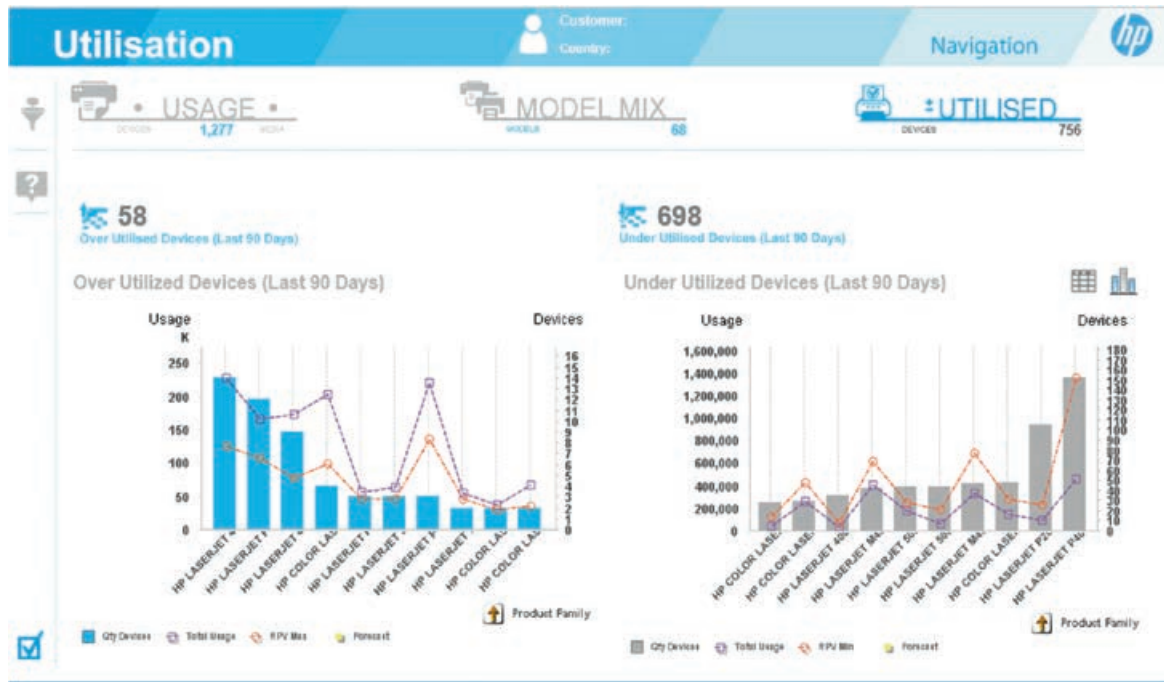 Utilisation
Customer:
Country:
Navigation
hp
• USAGE •
DEVICES 1,277 MEDIA
MODEL MIX
MODELS 68
± UTILISED
DEVICES 756
58
Over Utilised Devices (Last 90 Days)
698
Under Utilised Devices (Last 90 Days)
Over Utilized Devices (Last 90 Days)
Under Utilized Devices (Last 90 Days)
Usage
K
Devices
250
200
150
100
50
0
16
15
14
13
12
11
10
9
8
7
6
5
4
3
2
1
0
HP LASERJET
HP LASERJET
HP LASERJET
HP COLOR LAS
HP LASERJET
HP LASERJET
HP LASERJET
HP LASERJET
HP COLOR LAS
HP COLOR LAS
Product Family
Qty Devices Total Usage RPV Max Forecast
Usage
Devices
1,600,000
1,400,000
1,200,000
1,000,000
800,000
600,000
400,000
200,000
0
180
170
160
150
140
130
120
110
100
90
80
70
60
50
40
30
20
10
0
HP COLOR LASE
HP COLOR LASE
HP LASERJET 400
HP LASERJET M4
HP LASERJET 50
HP LASERJET 500
HP LASERJET M4
HP COLOR LASE
HP LASERJET P2
HP LASERJET P40
Product Family
Qty Devices Total Usage RPV Min Forecast